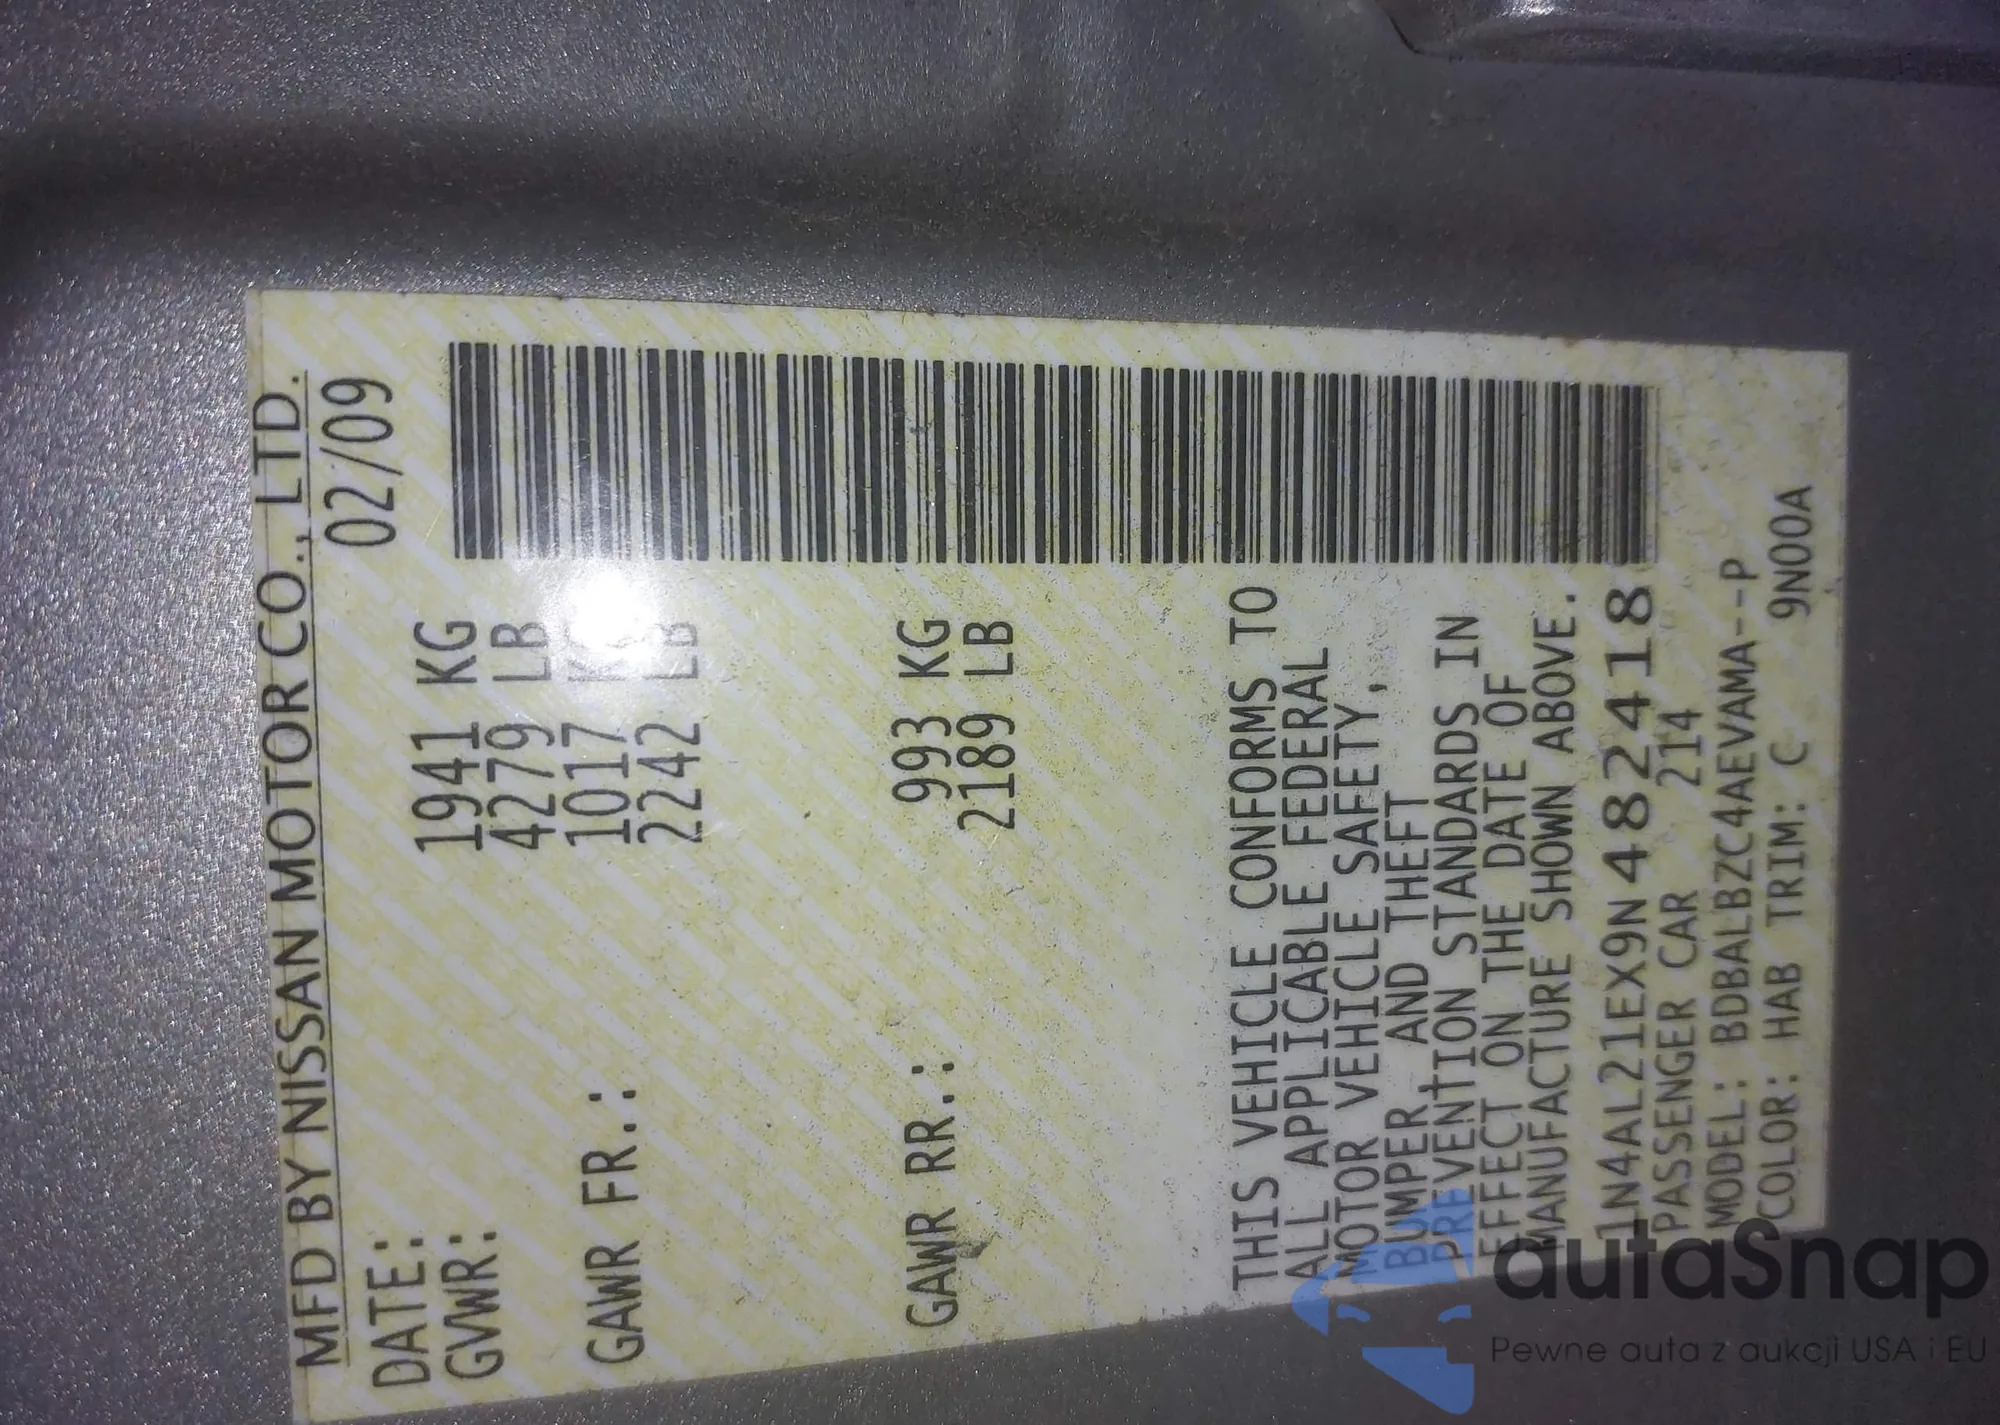 MFD BY NISSAN MOTOR CO., LTD.
DATE: 02/09
GVWR: 1941 KG
4279 LB
GAWR FR.: 1017 KG
2242 LB
GAWR RR.: 993 KG
2189 LB
THIS VEHICLE CONFORMS TO
ALL APPLICABLE FEDERAL
MOTOR VEHICLE SAFETY,
BUMPER AND THEFT
PREVENtION STANDARDS IN
EFFECT ON THE DATE OF
MANUFACTURE SHOWN ABOVE.
1N4AL21EX9N482418
PASSENGER CAR 214
MODEL: BDBALBZC4AEVAMA--P
COLOR: HAB TRIM: C 9N00A
autaSnap
Pewne auta z aukcji USA i EU